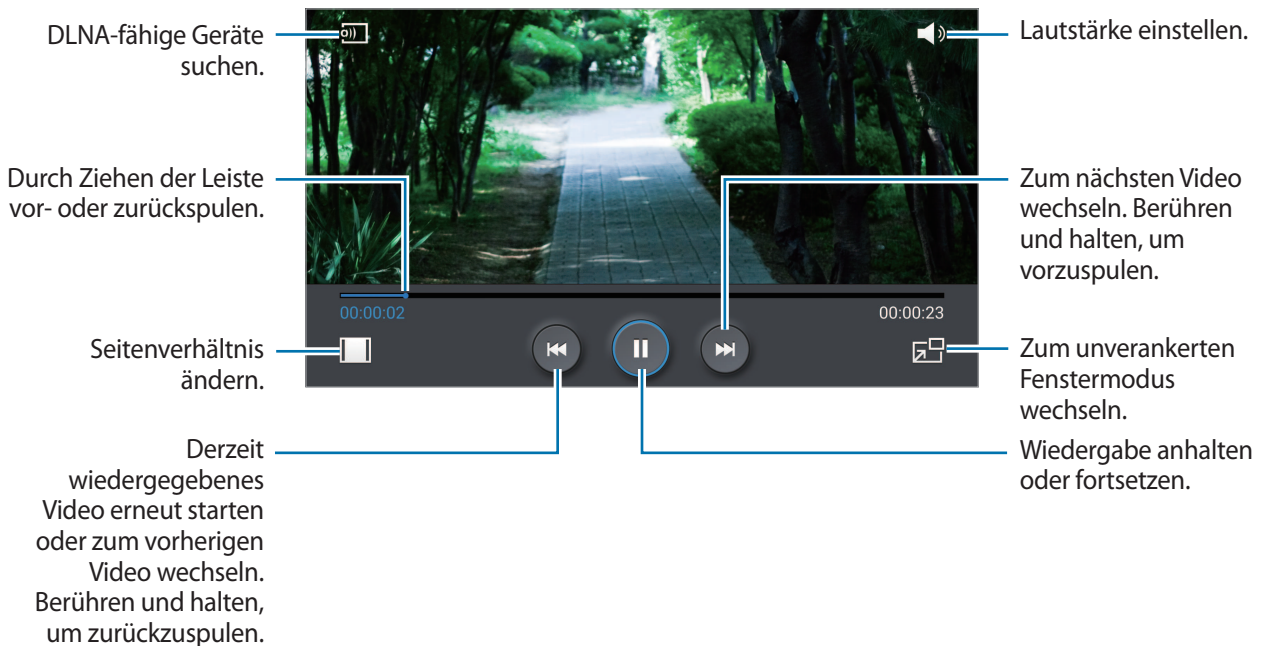 DLNA-fähige Geräte
suchen.
Lautstärke einstellen.
Durch Ziehen der Leiste
vor- oder zurückspulen.
Zum nächsten Video
wechseln. Berühren
und halten, um
vorzuspulen.
00:00:02
00:00:23
Seitenverhältnis
ändern.
Zum unverankerten
Fenstermodus
wechseln.
Derzeit
wiedergegebenes
Video erneut starten
oder zum vorherigen
Video wechseln.
Berühren und halten,
um zurückzuspulen.
Wiedergabe anhalten
oder fortsetzen.